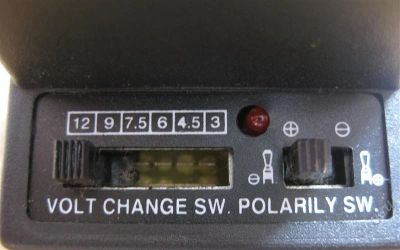 12 9 7.5 6 4.5 3
⊕ ⊖
⊖ ⊕
VOLT CHANGE SW. POLARILY SW.